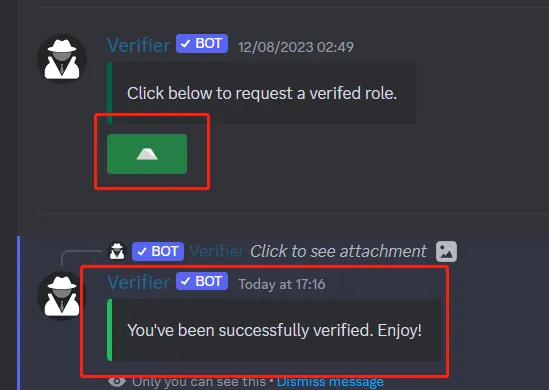 Verifier ✓ BOT 12/08/2023 02:49
Click below to request a verifed role.
✓ BOT Verifier Click to see attachment
Verifier ✓ BOT Today at 17:16
You've been successfully verified. Enjoy!
Only you can see this • Dismiss message